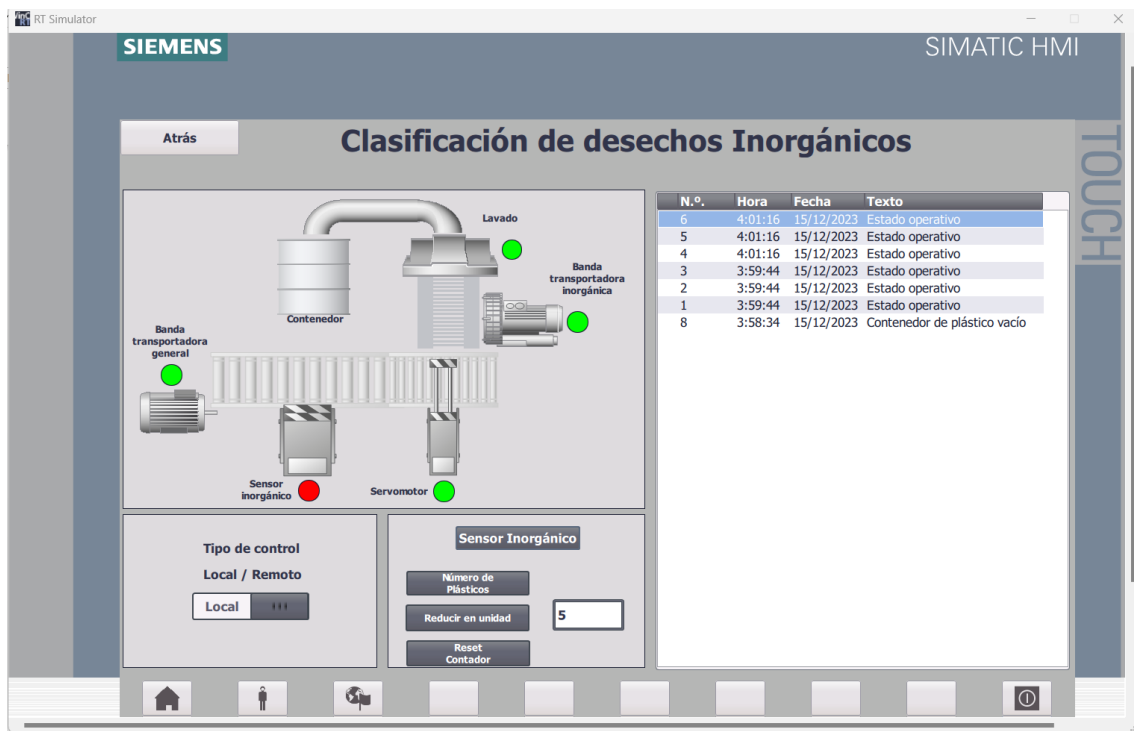 RT Simulator
SIEMENS
SIMATIC HMI
TOUCH
Atrás
Clasificación de desechos Inorgánicos
Lavado
Banda
transportadora
inorgánica
Contenedor
Banda
transportadora
general
Sensor
inorgánico
Servomotor
N.º. Hora Fecha Texto
6 4:01:16 15/12/2023 Estado operativo
5 4:01:16 15/12/2023 Estado operativo
4 4:01:16 15/12/2023 Estado operativo
3 3:59:44 15/12/2023 Estado operativo
2 3:59:44 15/12/2023 Estado operativo
1 3:59:44 15/12/2023 Estado operativo
8 3:58:34 15/12/2023 Contenedor de plástico vacío
Tipo de control
Local / Remoto
Local
Sensor Inorgánico
Número de
Plásticos
Reducir en unidad
5
Reset
Contador